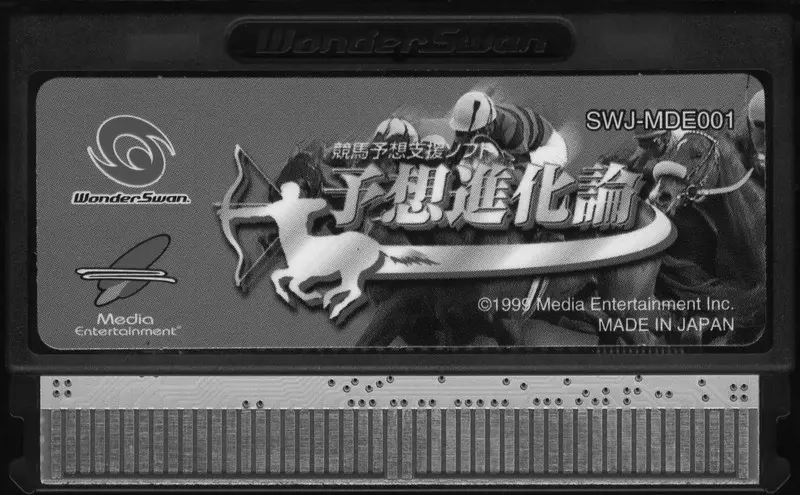 WonderSwan
SWJ-MDE001
競馬予想支援ソフト
予想進化論
WonderSwan
Media
Entertainment
©1999 Media Entertainment Inc.
MADE IN JAPAN